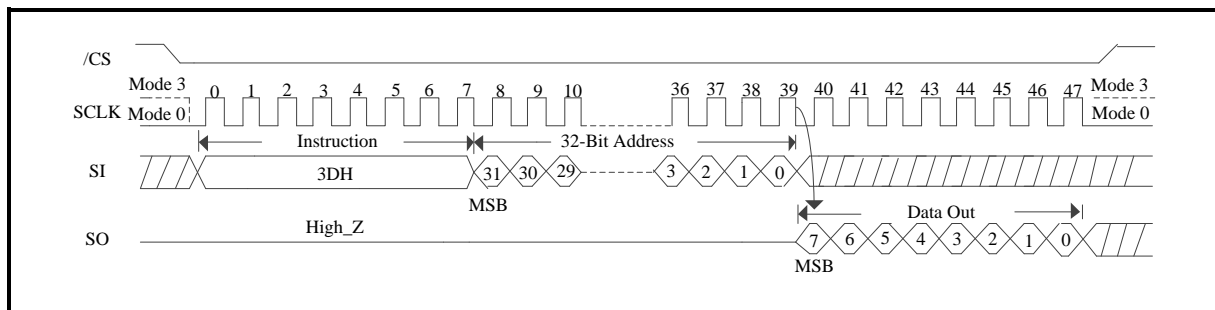 /CS
Mode 3
0 1 2 3 4 5 6 7 8 9 10 36 37 38 39 40 41 42 43 44 45 46 47
Mode 3
SCLK
Mode 0
Mode 0
Instruction
32-Bit Address
SI
3DH
31 30 29 3 2 1 0
MSB
High_Z
Data Out
SO
7 6 5 4 3 2 1 0
MSB